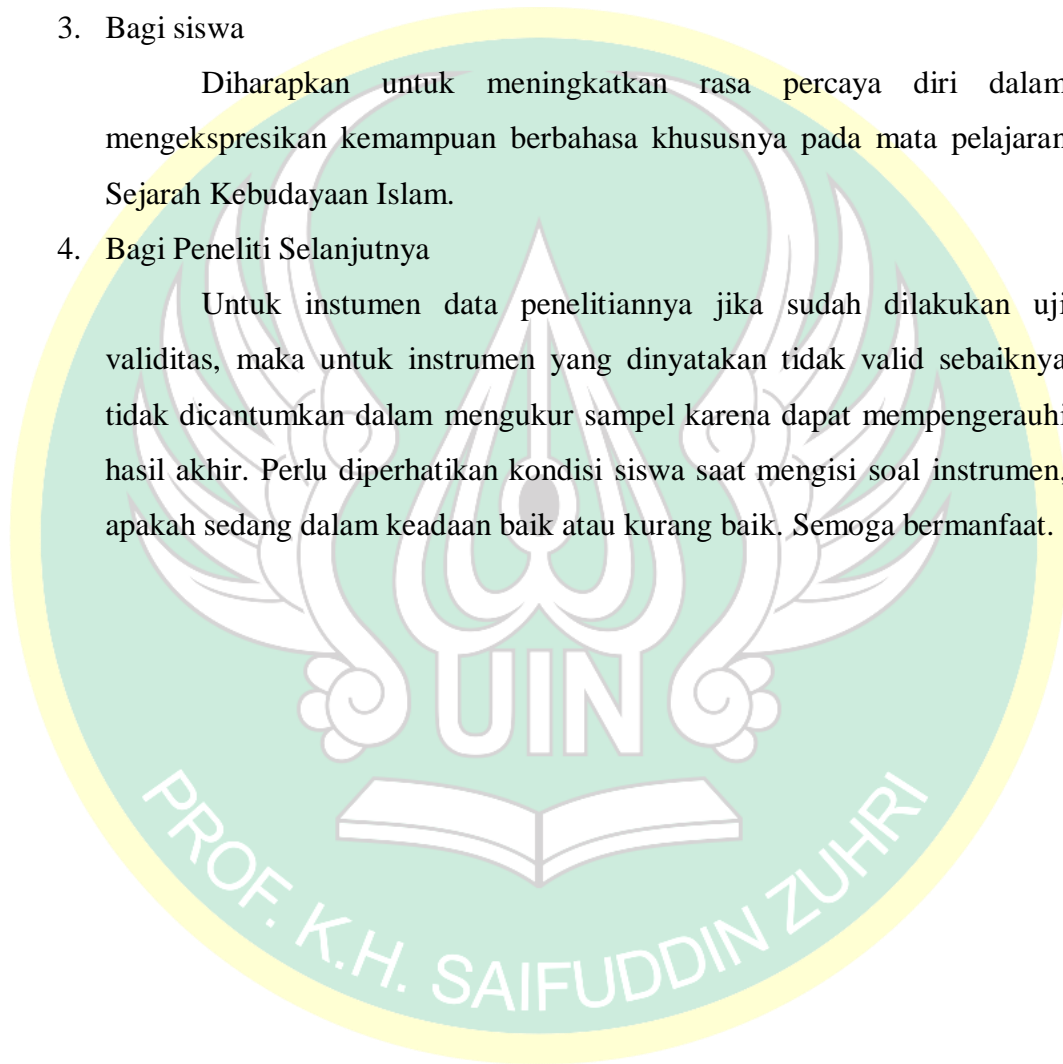 3. Bagi siswa
Diharapkan untuk meningkatkan rasa percaya diri dalam
mengekspresikan kemampuan berbahasa khususnya pada mata pelajaran
Sejarah Kebudayaan Islam.
4. Bagi Peneliti Selanjutnya
Untuk instumen data penelitiannya jika sudah dilakukan uji
validitas, maka untuk instrumen yang dinyatakan tidak valid sebaiknya
tidak dicantumkan dalam mengukur sampel karena dapat mempengerauhi
hasil akhir. Perlu diperhatikan kondisi siswa saat mengisi soal instrumen,
apakah sedang dalam keadaan baik atau kurang baik. Semoga bermanfaat.
UIN
PROF. K.H. SAIFUDDIN ZUHRI